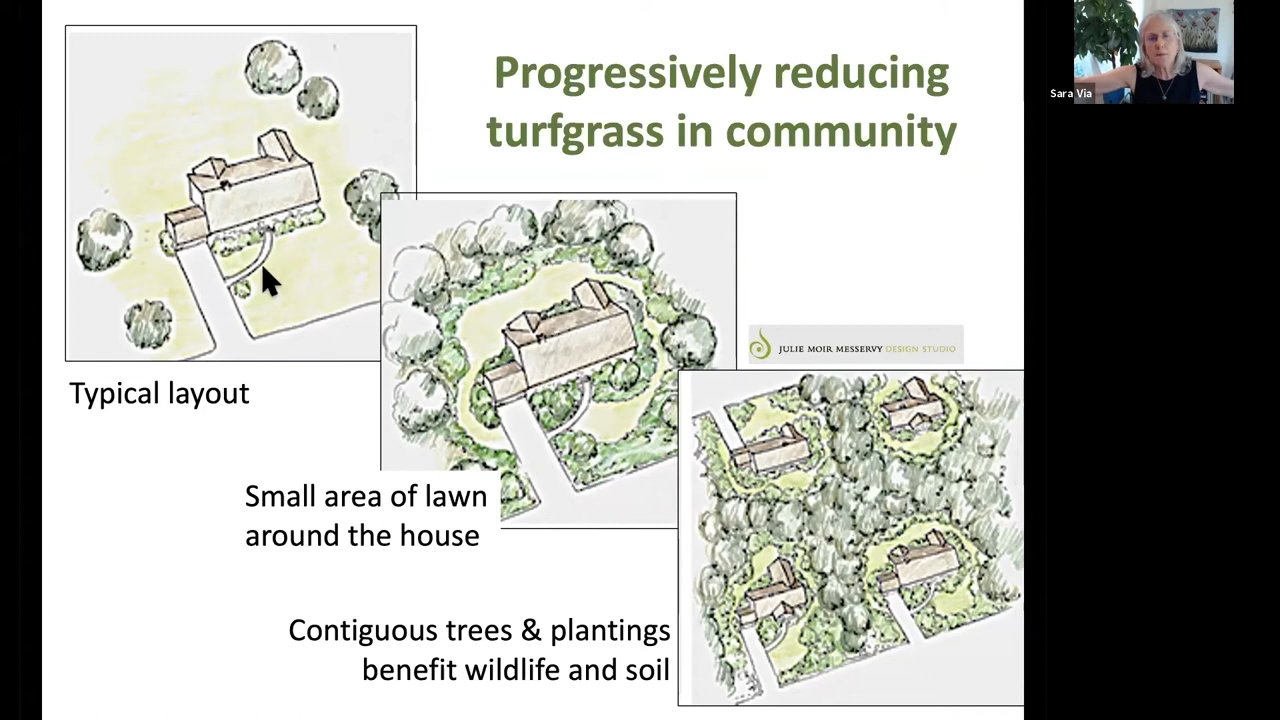 Progressively reducing
turfgrass in community
Sara Via
JULIE MOIR MESSERVY DESIGN STUDIO
Typical layout
Small area of lawn
around the house
Contiguous trees & plantings
benefit wildlife and soil